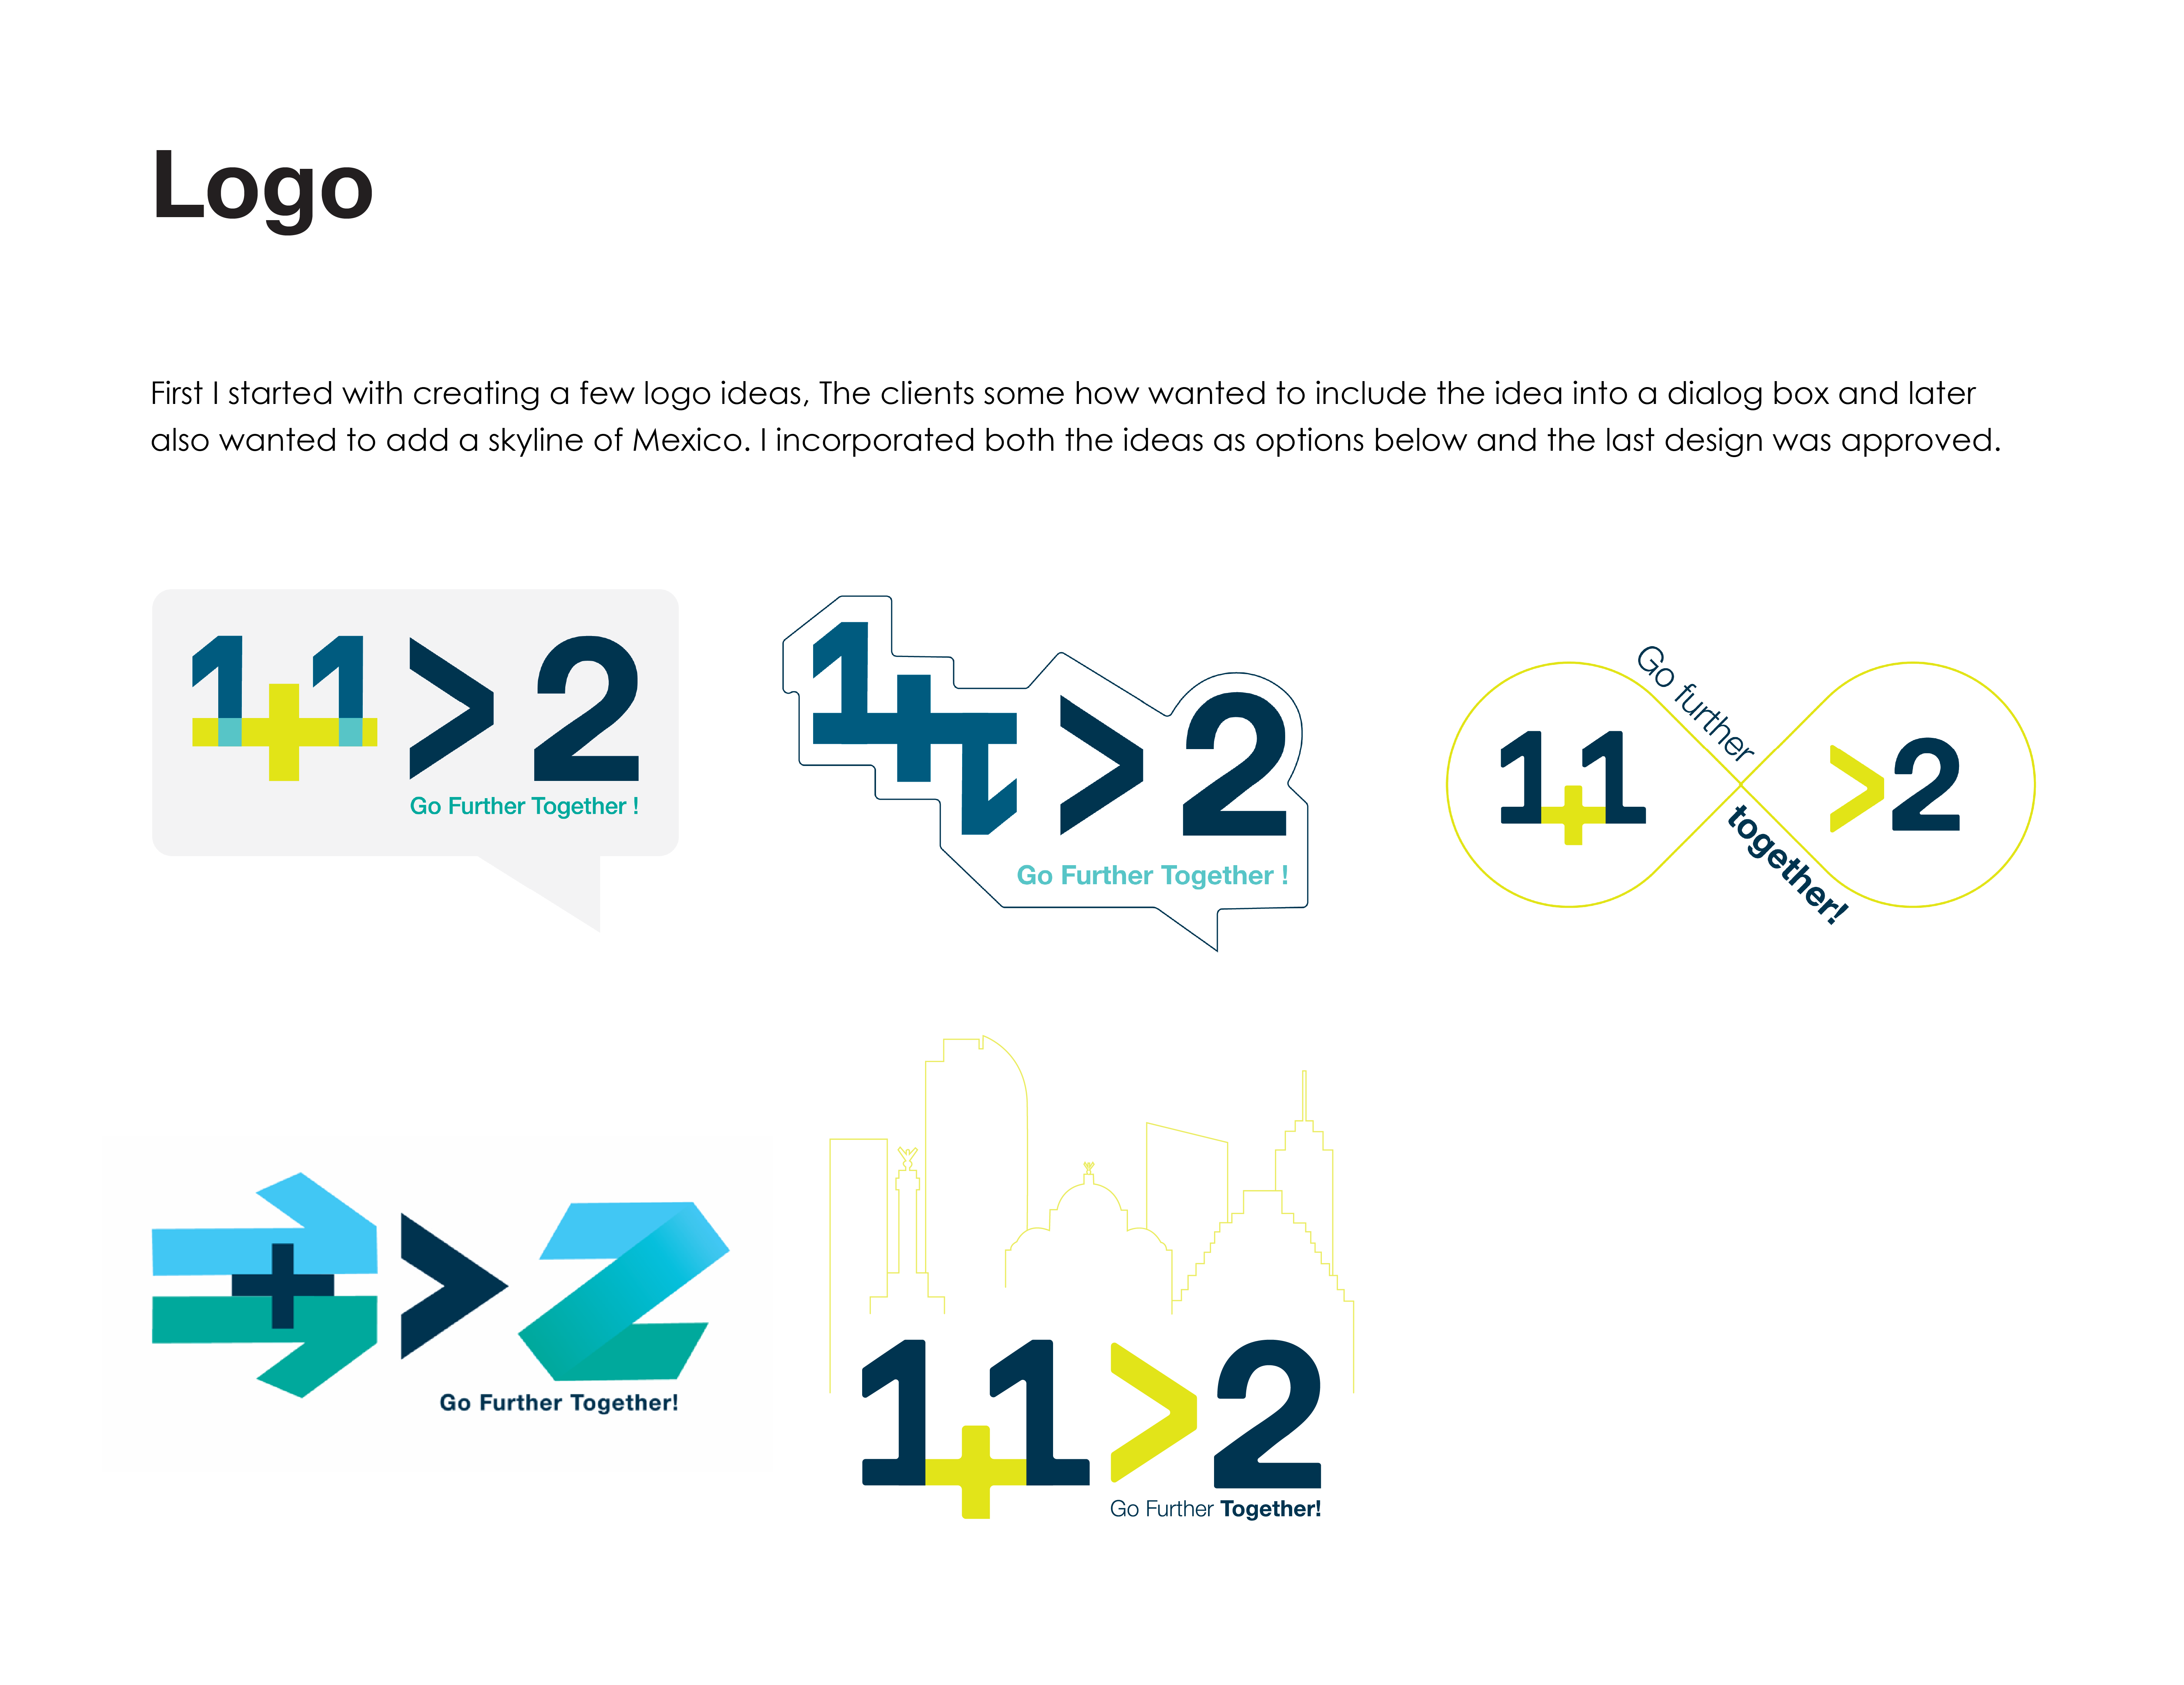 Logo
First I started with creating a few logo ideas, The clients some how wanted to include the idea into a dialog box and later
also wanted to add a skyline of Mexico. I incorporated both the ideas as options below and the last design was approved.
1+1 > 2
Go Further Together !
1+1 > 2
Go Further Together !
Go further
1+1 >2
together!
+ > 2
Go Further Together!
1+1>2
Go Further Together!